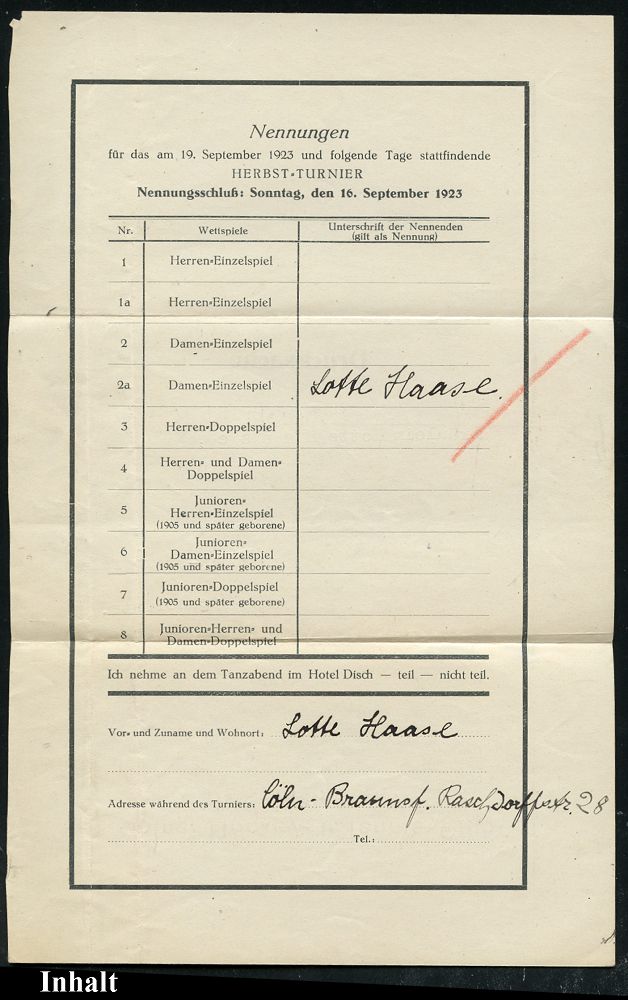 Nennungen
für das am 19. September 1923 und folgende Tage stattfindende
HERBST-TURNIER
Nennungsschluß: Sonntag, den 16. September 1923
Nr. Wettspiele Unterschrift der Nennenden
(gilt als Nennung)
1 Herren-Einzelspiel
1a Herren-Einzelspiel
2 Damen-Einzelspiel
2a Damen-Einzelspiel Lotte Haase.
3 Herren-Doppelspiel
4 Herren- und Damen-
Doppelspiel
Junioren-
5 Herren-Einzelspiel
(1905 und später geborene)
Junioren-
6 Damen-Einzelspiel
(1905 und später geborene)
7 Junioren-Doppelspiel
(1905 und später geborene)
8 Junioren-Herren- und
Damen-Doppelspiel
Ich nehme an dem Tanzabend im Hotel Disch — teil — nicht teil.
Vor- und Zuname und Wohnort: Lotte Haase
Adresse während des Turniers: Cöln - Braunsf. Raschdorffstr. 28
Tel.:
Inhalt